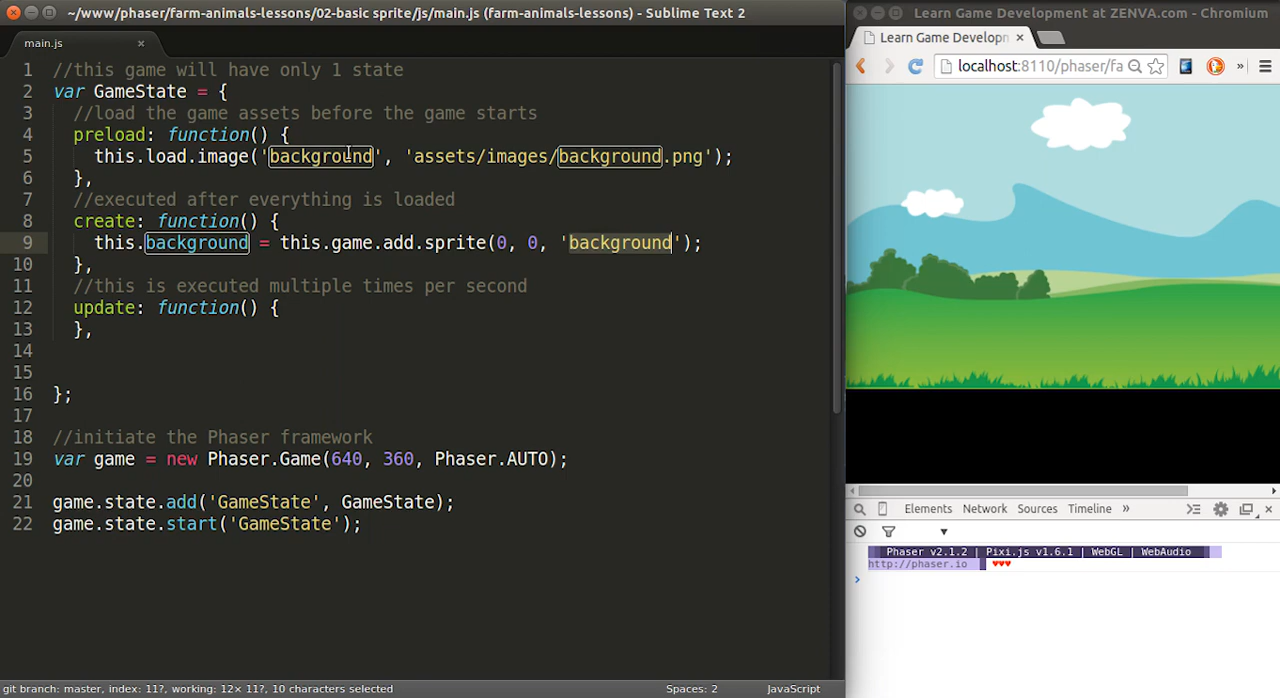 ~/www/phaser/farm-animals-lessons/02-basic sprite/js/main.js (farm-animals-lessons) - Sublime Text 2
main.js
1 //this game will have only 1 state
2 var GameState = {
3 //load the game assets before the game starts
4 preload: function() {
5 this.load.image('background', 'assets/images/background.png');
6 },
7 //executed after everything is loaded
8 create: function() {
9 this.background = this.game.add.sprite(0, 0, 'background');
10 },
11 //this is executed multiple times per second
12 update: function() {
13 },
14
15
16 };
17
18 //initiate the Phaser framework
19 var game = new Phaser.Game(640, 360, Phaser.AUTO);
20
21 game.state.add('GameState', GameState);
22 game.state.start('GameState');
git branch: master, index: 11?, working: 12× 11?, 10 characters selected
Spaces: 2
JavaScript
Learn Game Development at ZENVA.com - Chromium
Learn Game Developn
localhost:8110/phaser/fa
Elements Network Sources Timeline »
Phaser v2.1.2 | Pixi.js v1.6.1 | WebGL | WebAudio
http://phaser.io ♥♥♥